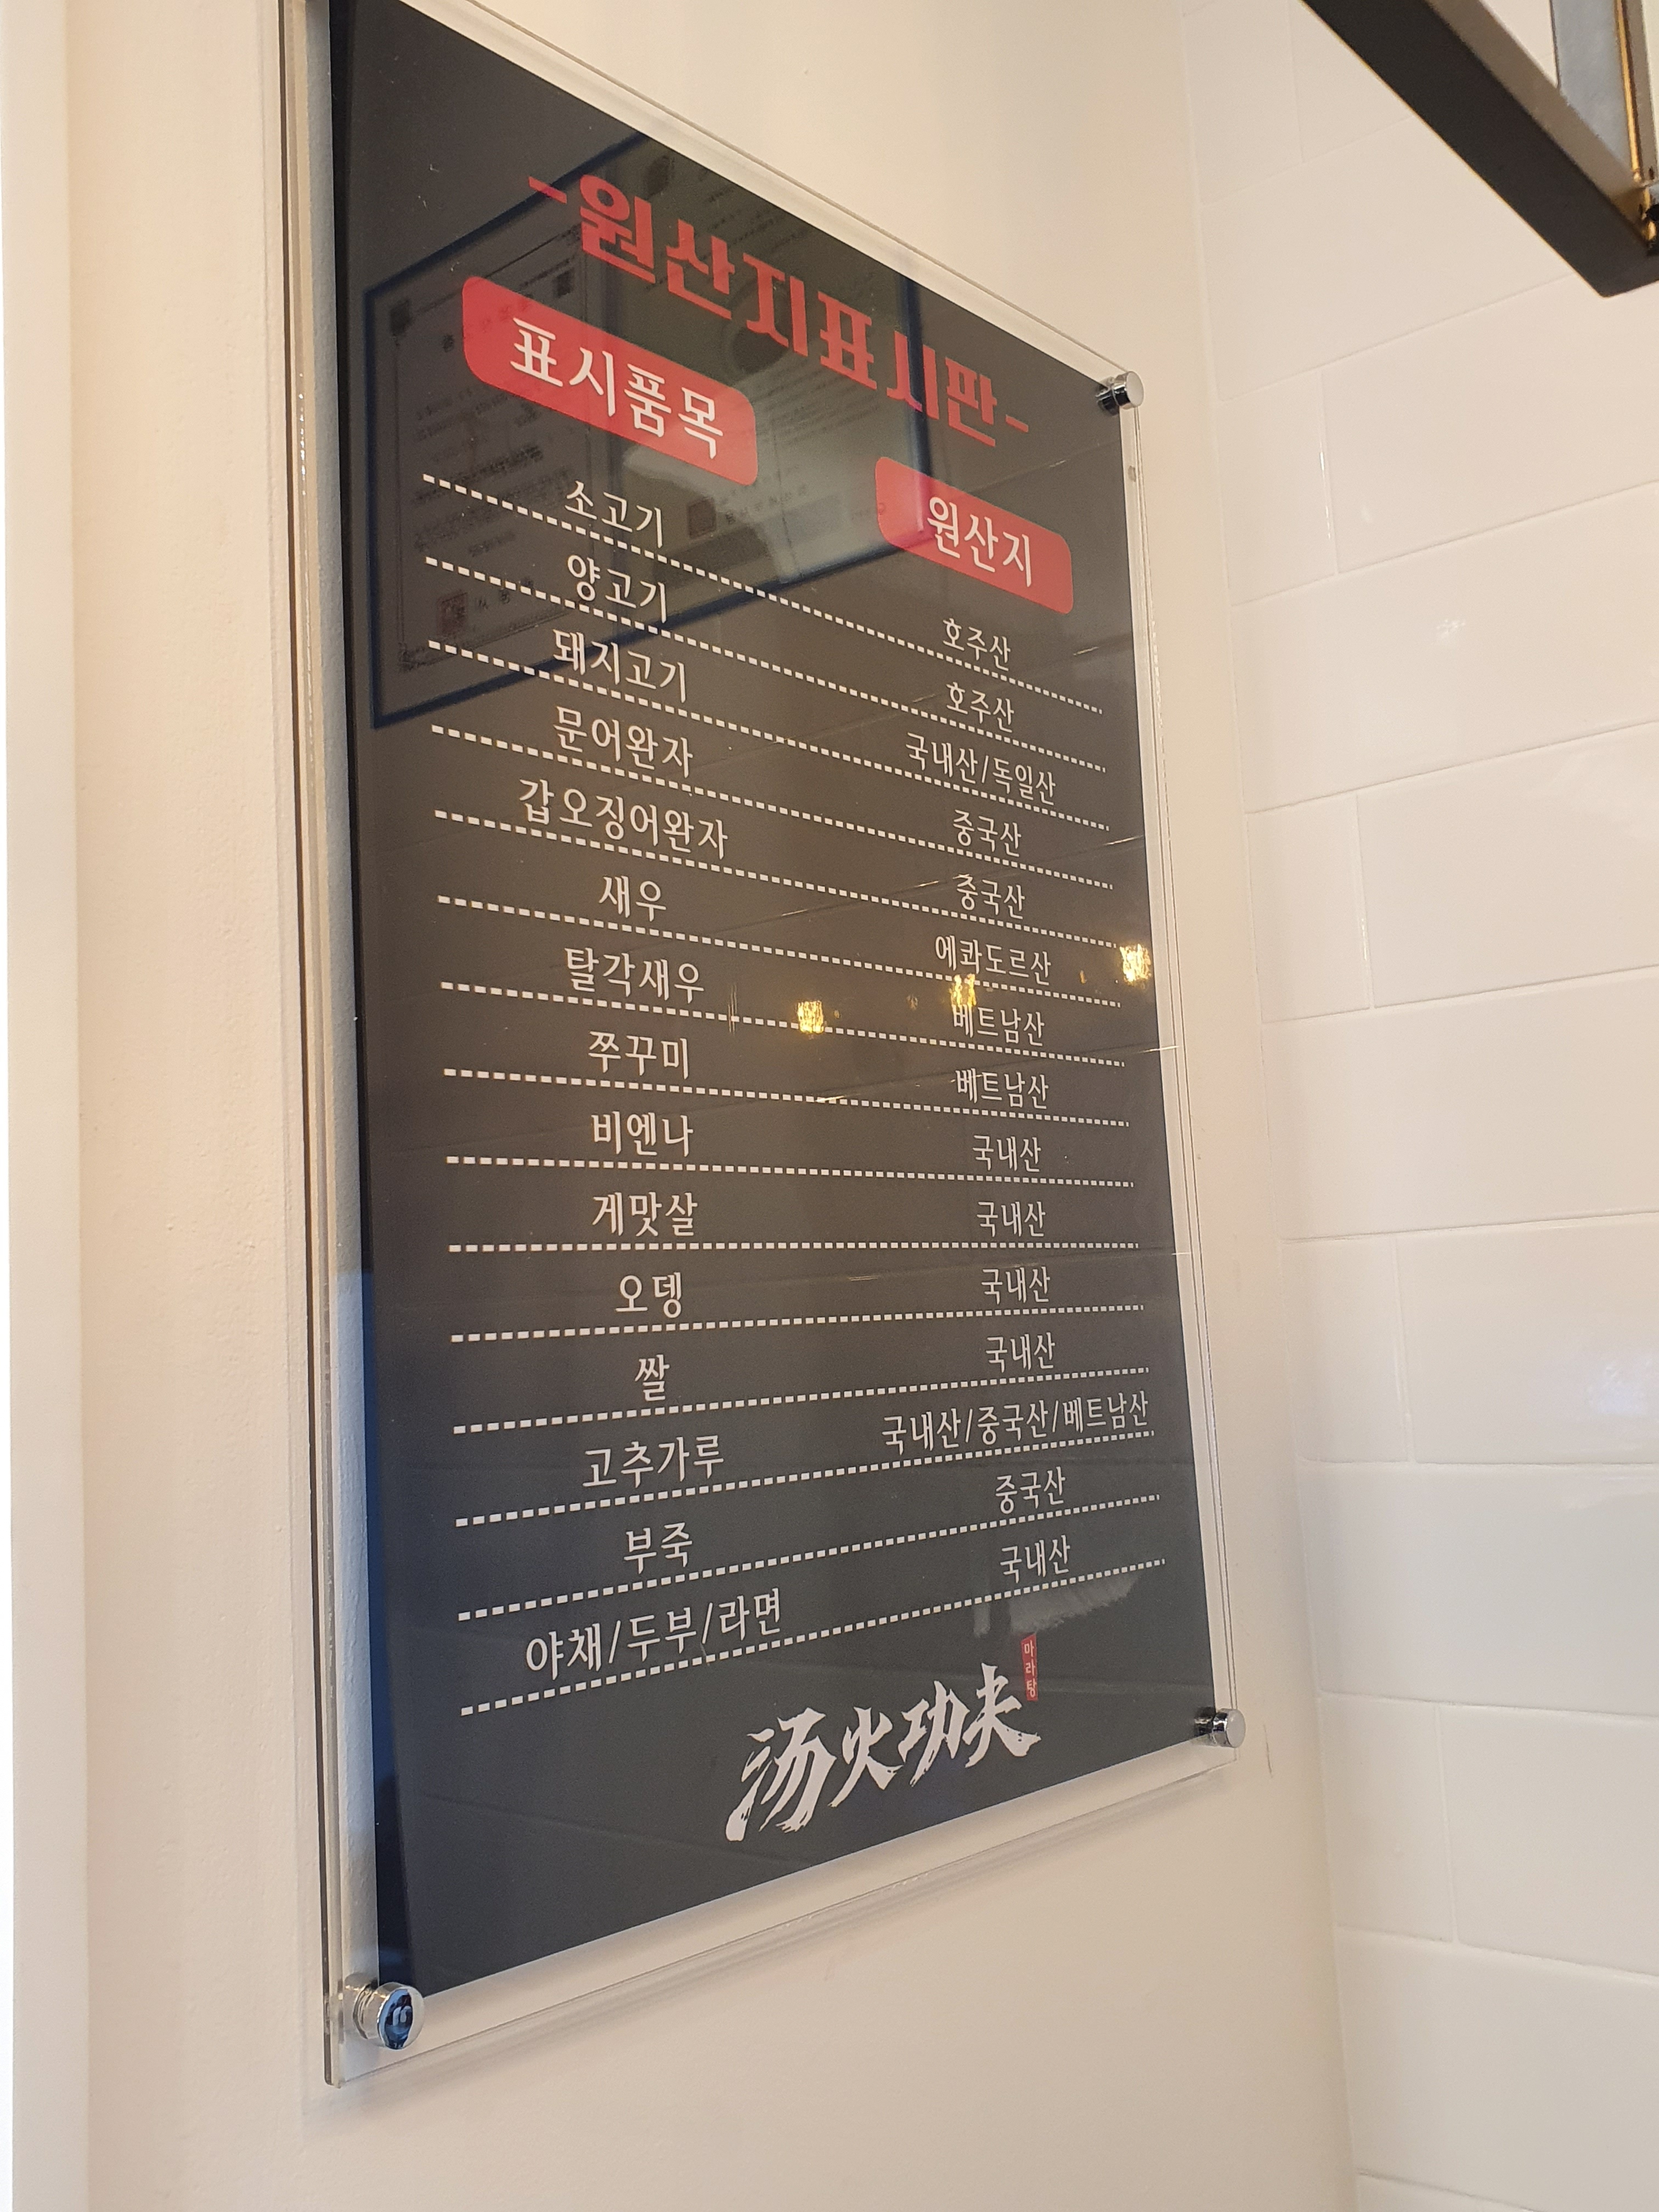 -원산지표시판-
표시품목 원산지
소고기 호주산
양고기 호주산
돼지고기 국내산/독일산
문어완자 중국산
갑오징어완자 중국산
새우 에콰도르산
탈각새우 베트남산
쭈꾸미 베트남산
비엔나 국내산
게맛살 국내산
오뎅 국내산
쌀 국내산
고추가루 국내산/중국산/베트남산
부죽 중국산
야채/두부/라면 국내산
마라탕
汤火功夫